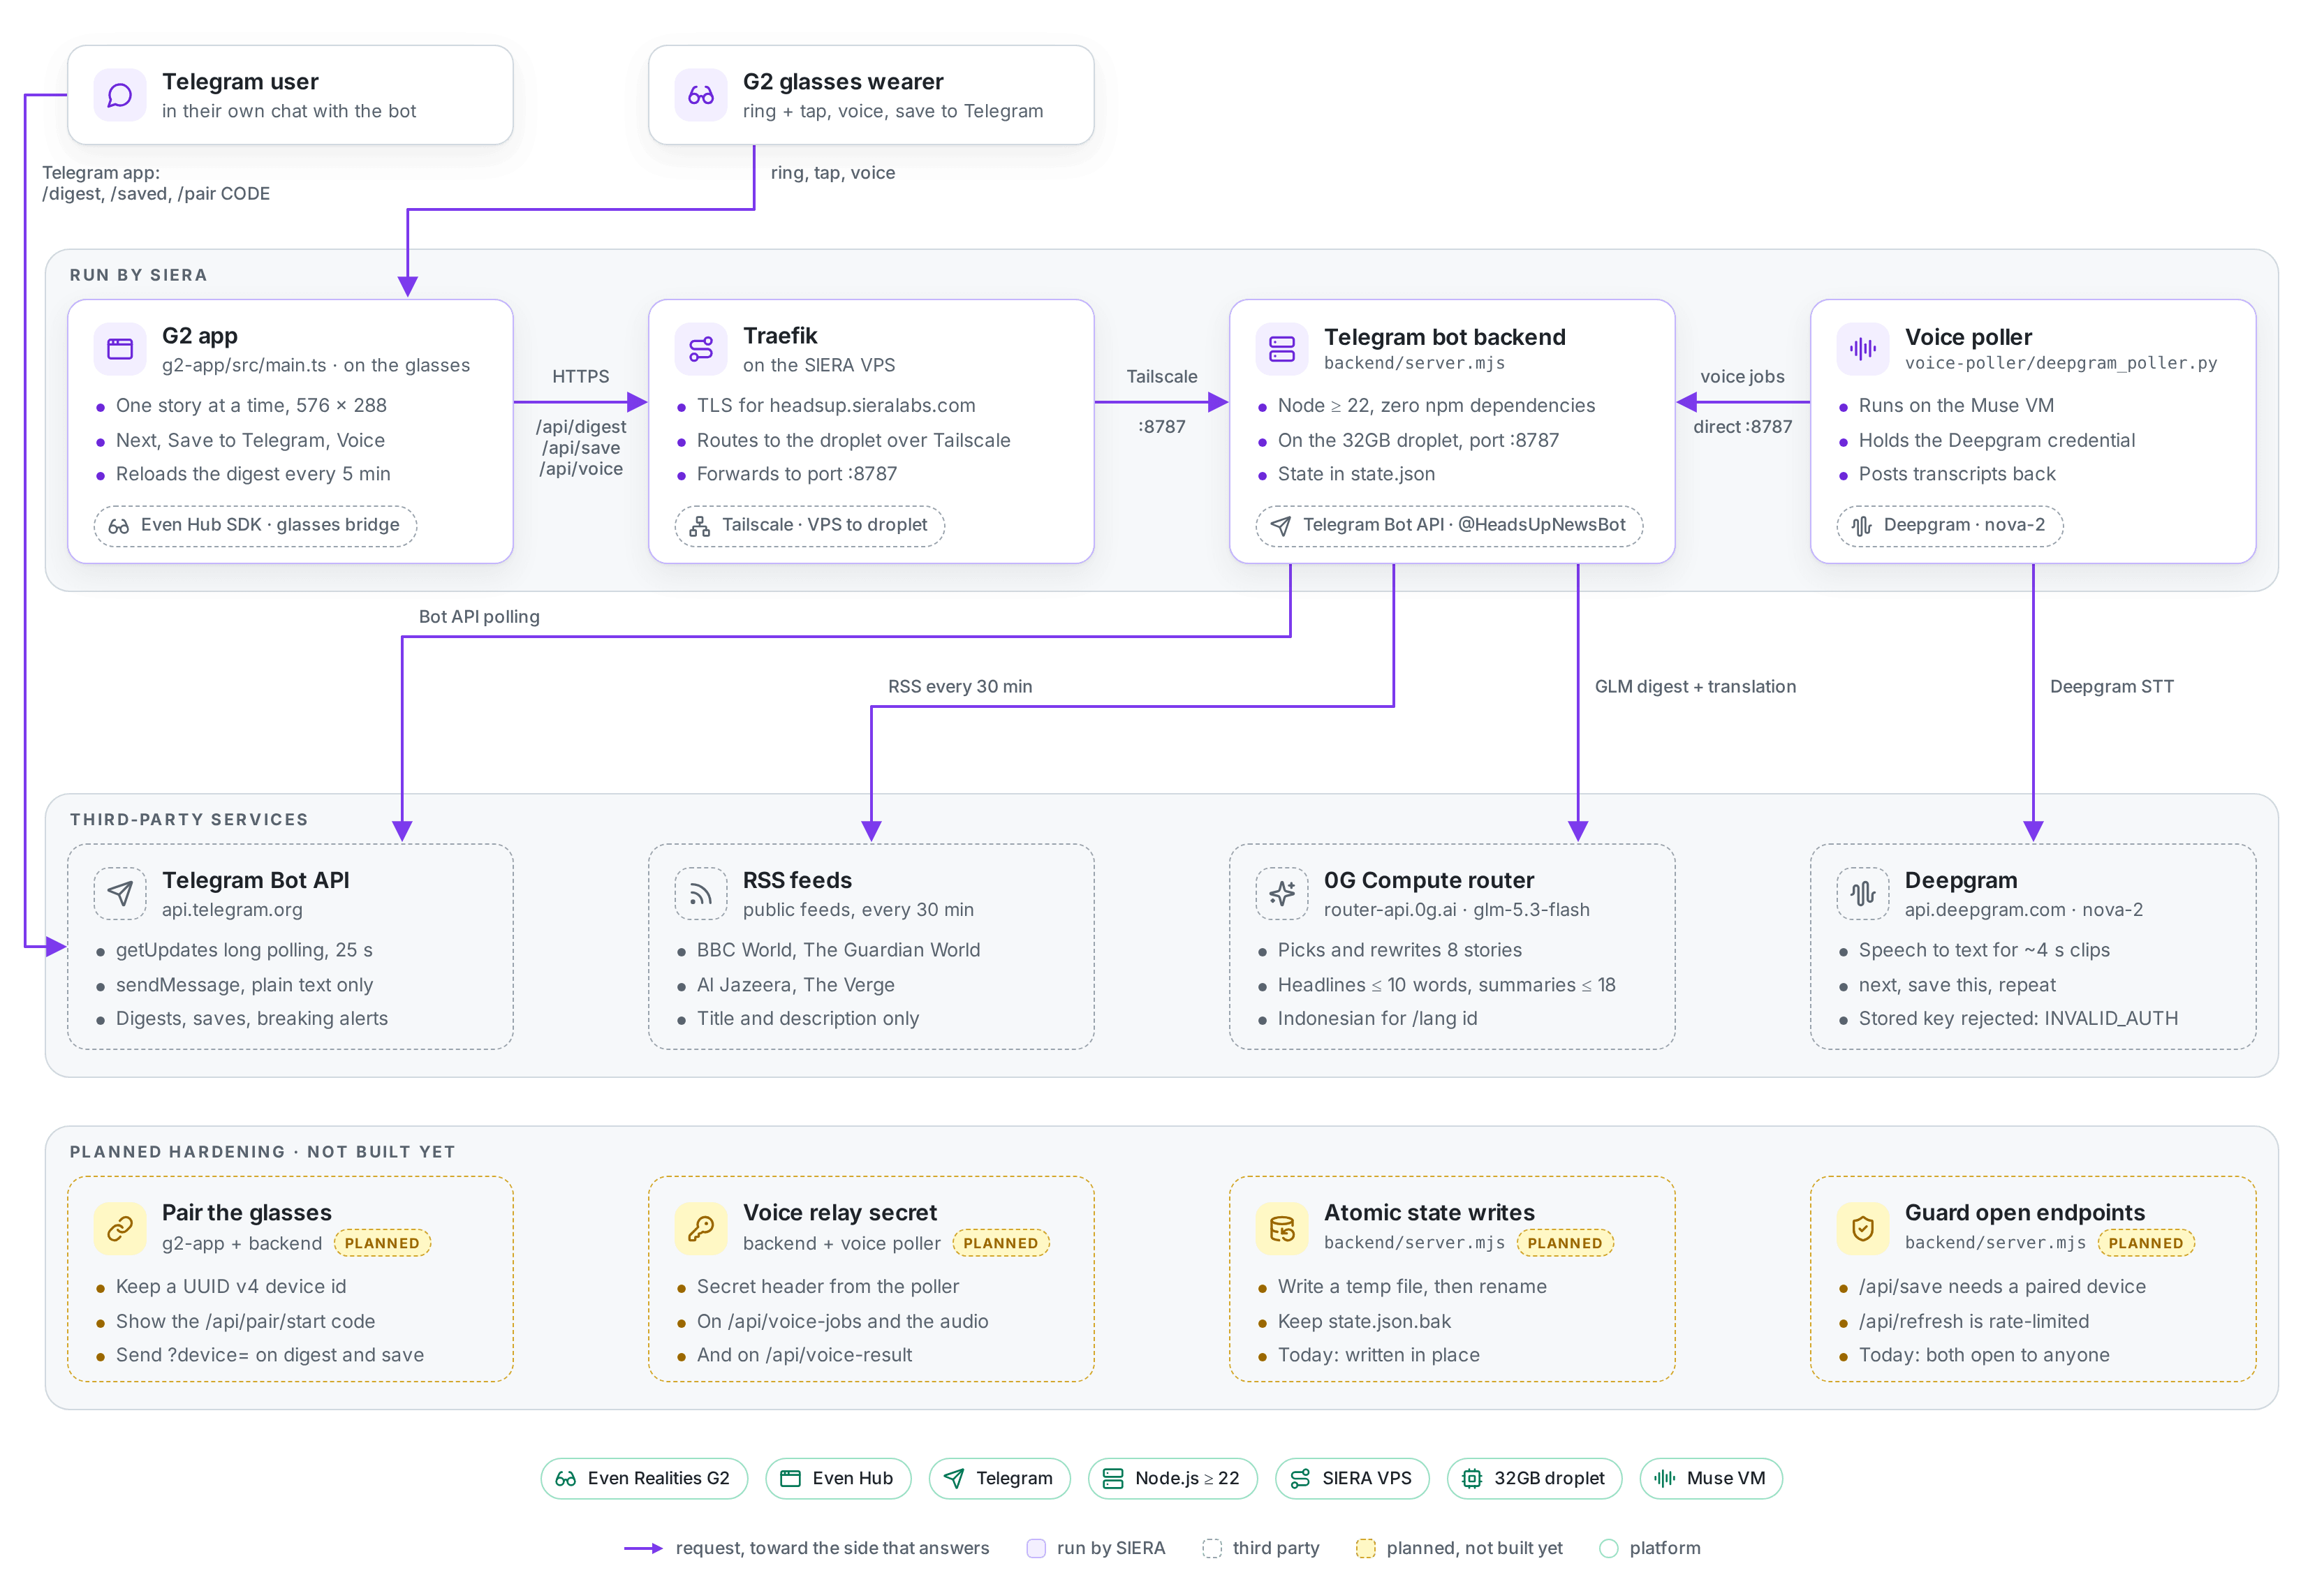 Telegram user
in their own chat with the bot
G2 glasses wearer
ring + tap, voice, save to Telegram
Telegram app:
/digest, /saved, /pair CODE
ring, tap, voice
RUN BY SIERA
G2 app
g2-app/src/main.ts · on the glasses
One story at a time, 576 × 288
Next, Save to Telegram, Voice
Reloads the digest every 5 min
Even Hub SDK · glasses bridge
HTTPS
/api/digest
/api/save
/api/voice
Traefik
on the SIERA VPS
TLS for headsup.sieralabs.com
Routes to the droplet over Tailscale
Forwards to port :8787
Tailscale · VPS to droplet
Tailscale
:8787
Telegram bot backend
backend/server.mjs
Node ≥ 22, zero npm dependencies
On the 32GB droplet, port :8787
State in state.json
Telegram Bot API · @HeadsUpNewsBot
voice jobs
direct :8787
Voice poller
voice-poller/deepgram_poller.py
Runs on the Muse VM
Holds the Deepgram credential
Posts transcripts back
Deepgram · nova-2
Bot API polling
RSS every 30 min
GLM digest + translation
Deepgram STT
THIRD-PARTY SERVICES
Telegram Bot API
api.telegram.org
getUpdates long polling, 25 s
sendMessage, plain text only
Digests, saves, breaking alerts
RSS feeds
public feeds, every 30 min
BBC World, The Guardian World
Al Jazeera, The Verge
Title and description only
0G Compute router
router-api.0g.ai · glm-5.3-flash
Picks and rewrites 8 stories
Headlines ≤ 10 words, summaries ≤ 18
Indonesian for /lang id
Deepgram
api.deepgram.com · nova-2
Speech to text for ~4 s clips
next, save this, repeat
Stored key rejected: INVALID_AUTH
PLANNED HARDENING · NOT BUILT YET
Pair the glasses
g2-app + backend PLANNED
Keep a UUID v4 device id
Show the /api/pair/start code
Send ?device= on digest and save
Voice relay secret
backend + voice poller PLANNED
Secret header from the poller
On /api/voice-jobs and the audio
And on /api/voice-result
Atomic state writes
backend/server.mjs PLANNED
Write a temp file, then rename
Keep state.json.bak
Today: written in place
Guard open endpoints
backend/server.mjs PLANNED
/api/save needs a paired device
/api/refresh is rate-limited
Today: both open to anyone
Even Realities G2
Even Hub
Telegram
Node.js ≥ 22
SIERA VPS
32GB droplet
Muse VM
request, toward the side that answers
run by SIERA
third party
planned, not built yet
platform